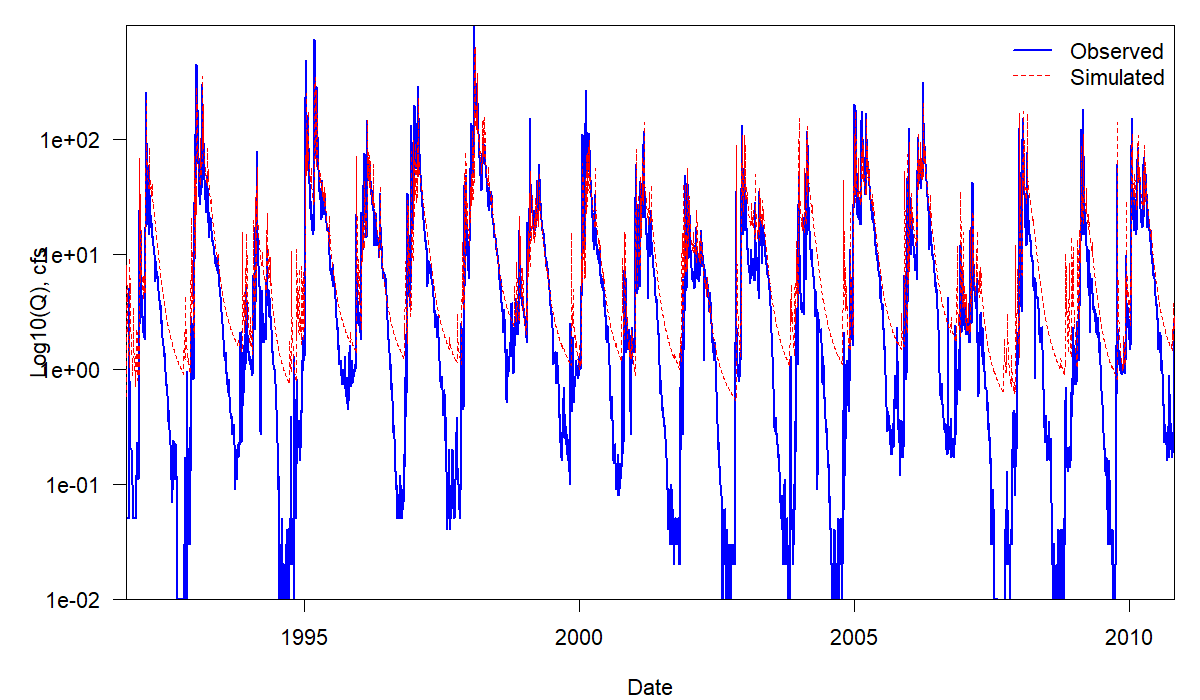 Observed
Simulated
1e+02
1e+01
1e+00
1e-01
1e-02
Log10(Q), cfs
1995
2000
2005
2010
Date